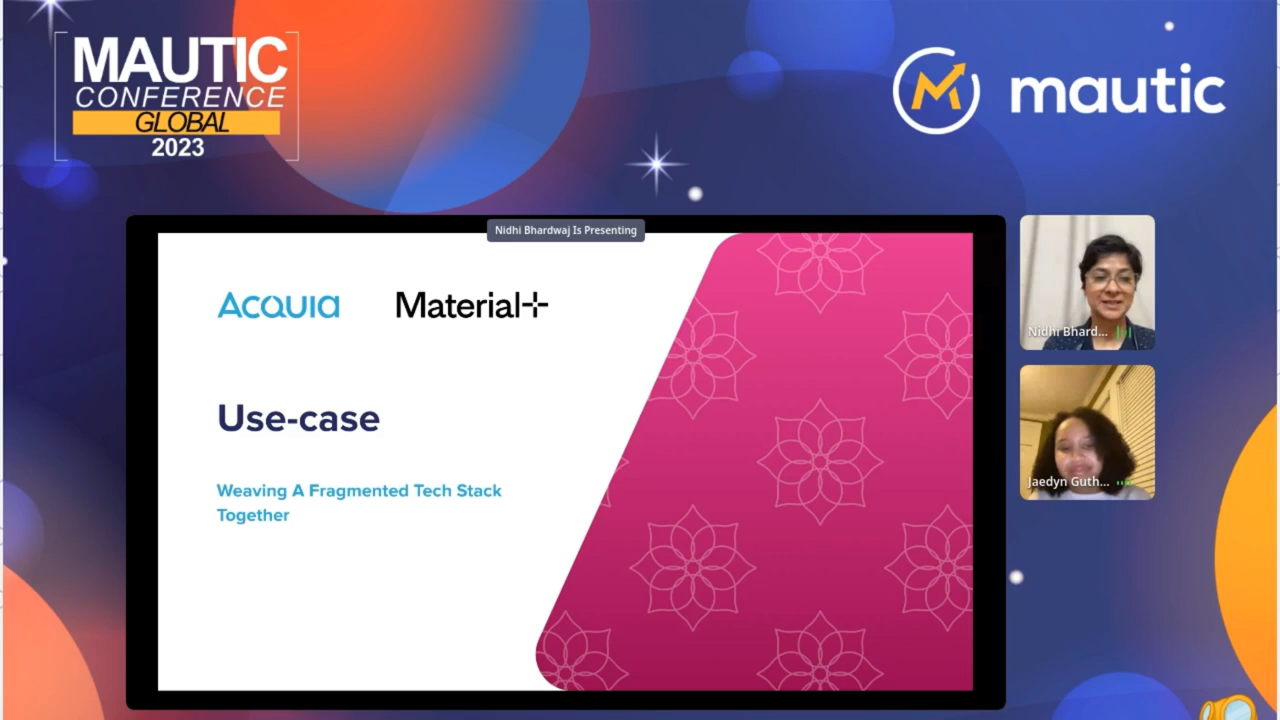 MAUTIC
CONFERENCE
GLOBAL
2023
mautic
Nidhi Bhardwaj Is Presenting
Acquia
Material+
Use-case
Weaving A Fragmented Tech Stack
Together
Nidhi Bhard...
Jaedyn Guth...